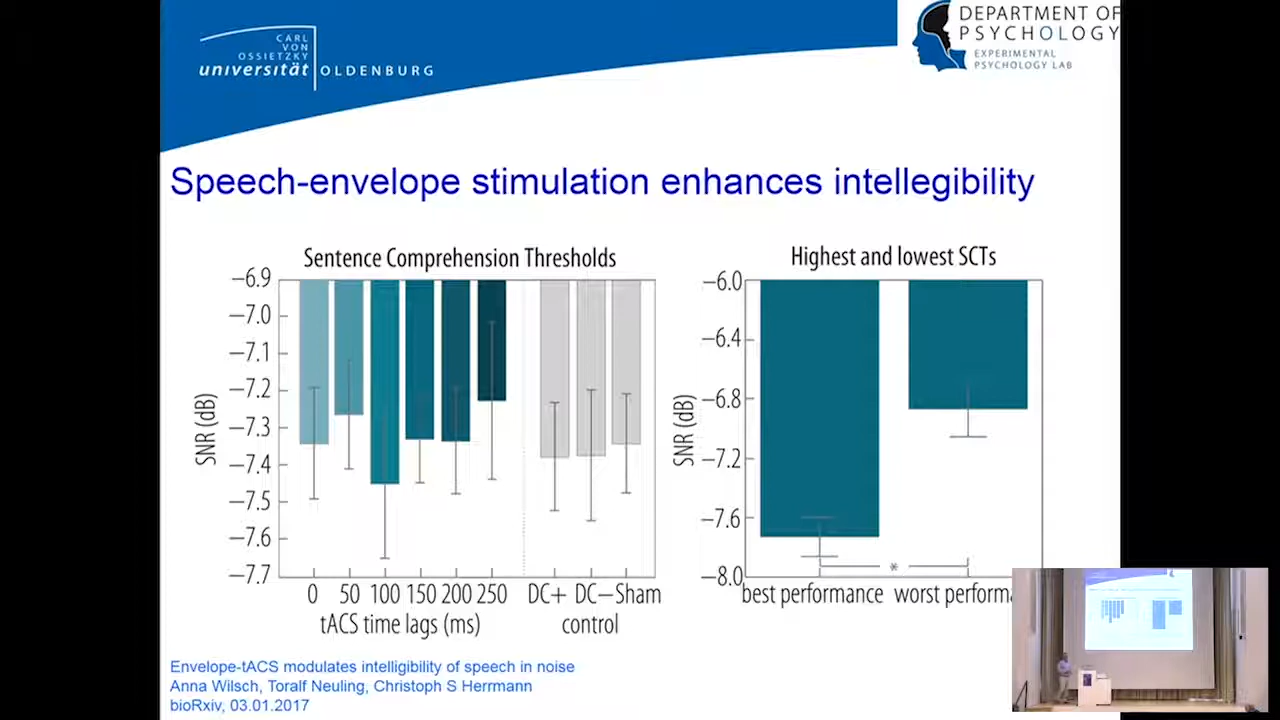 CARL
VON
OSSIETZKY
universität OLDENBURG
DEPARTMENT OF
PSYCHOLOGY
EXPERIMENTAL
PSYCHOLOGY LAB
Speech-envelope stimulation enhances intellegibility
Sentence Comprehension Thresholds
−6.9
−7.0
−7.1
−7.2
−7.3
−7.4
−7.5
−7.6
−7.7
SNR (dB)
0 50 100 150 200 250 DC+ DC− Sham
tACS time lags (ms) control
Highest and lowest SCTs
−6.0
−6.4
−6.8
−7.2
−7.6
−8.0
SNR (dB)
*
best performance worst performa
Envelope-tACS modulates intelligibility of speech in noise
Anna Wilsch, Toralf Neuling, Christoph S Herrmann
bioRxiv, 03.01.2017